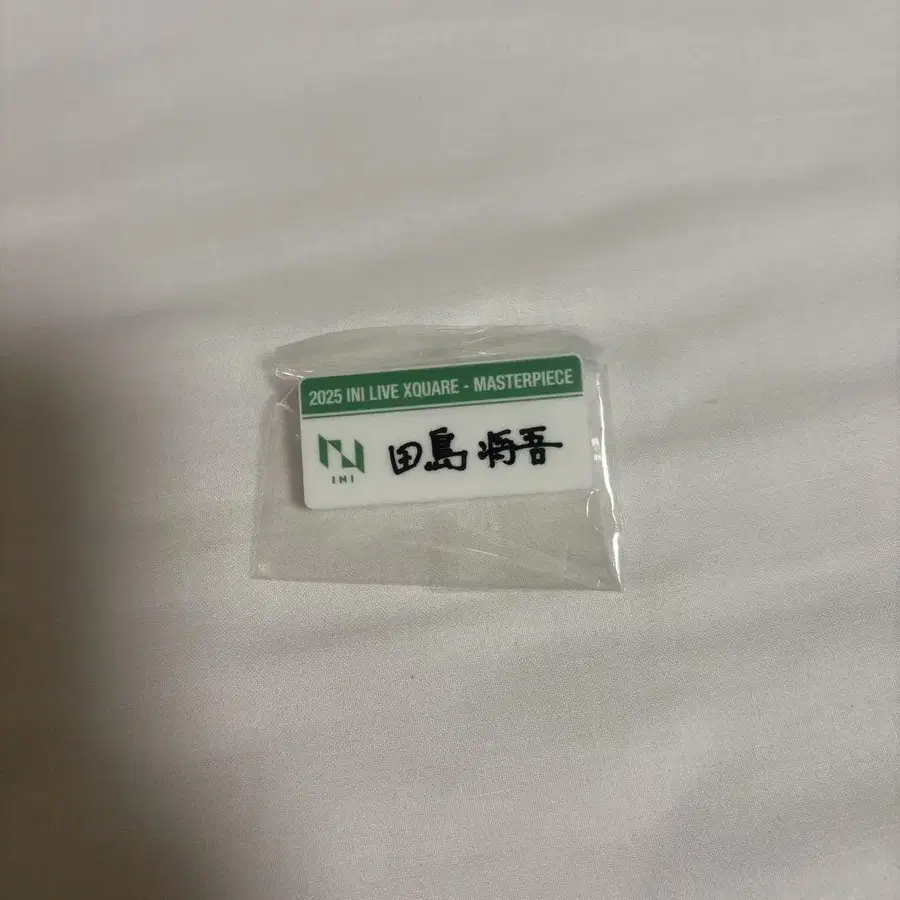 2025 INI LIVE XQUARE - MASTERPIECE
INI
田島 将吾